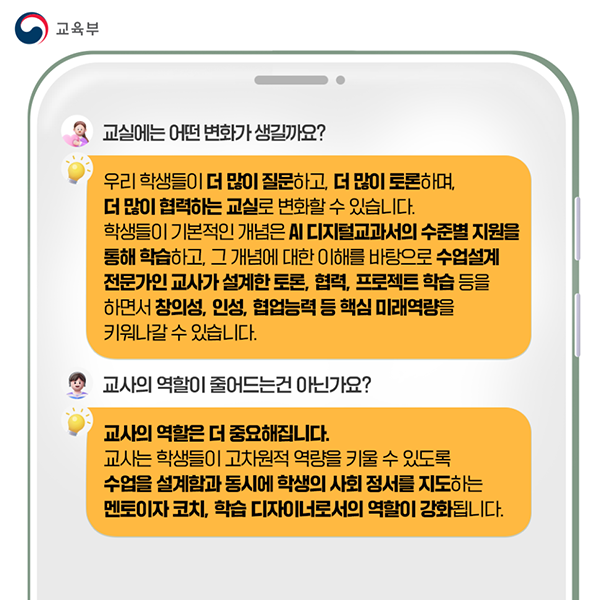 교육부
교실에는 어떤 변화가 생길까요?
우리 학생들이 더 많이 질문하고, 더 많이 토론하며,
더 많이 협력하는 교실로 변화할 수 있습니다.
학생들이 기본적인 개념은 AI 디지털교과서의 수준별 지원을
통해 학습하고, 그 개념에 대한 이해를 바탕으로 수업설계
전문가인 교사가 설계한 토론, 협력, 프로젝트 학습 등을
하면서 창의성, 인성, 협업능력 등 핵심 미래역량을
키워나갈 수 있습니다.
교사의 역할이 줄어드는건 아닌가요?
교사의 역할은 더 중요해집니다.
교사는 학생들이 고차원적 역량을 키울 수 있도록
수업을 설계함과 동시에 학생의 사회 정서를 지도하는
멘토이자 코치, 학습 디자이너로서의 역할이 강화됩니다.